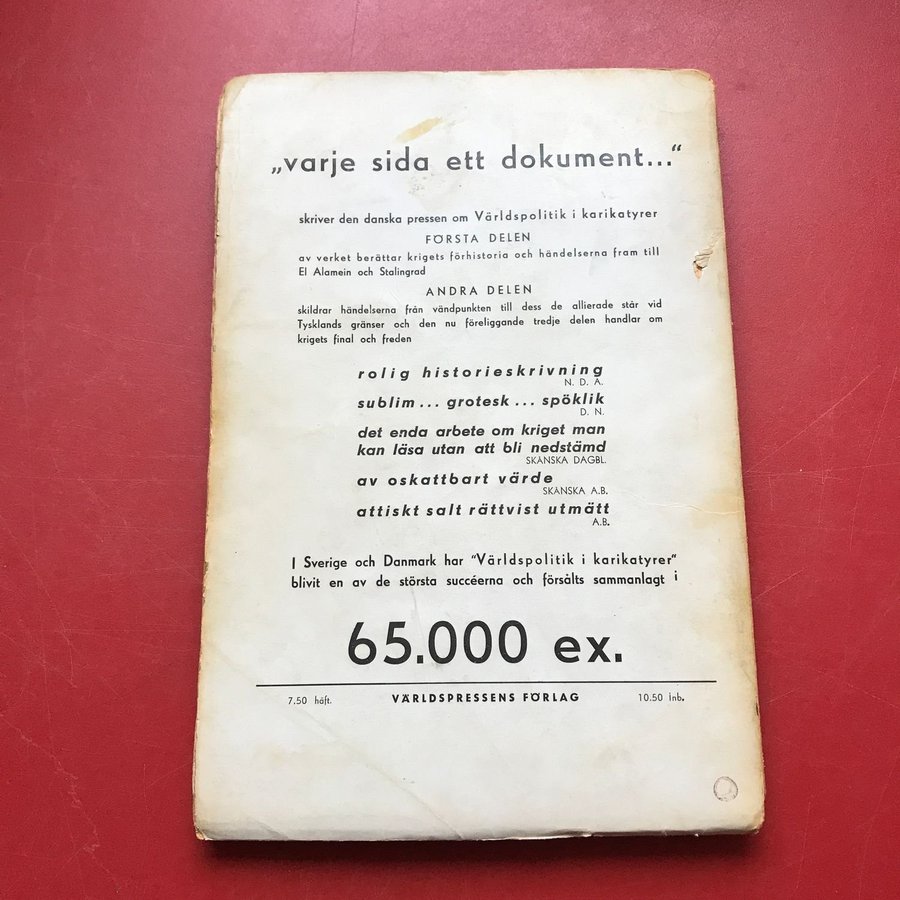 „varje sida ett dokument..."
skriver den danska pressen om Världspolitik i karikatyrer
FÖRSTA DELEN
av verket berättar krigets förhistoria och händelserna fram till
El Alamein och Stalingrad
ANDRA DELEN
skildrar händelserna från vändpunkten till dess de allierade står vid
Tysklands gränser och den nu föreliggande tredje delen handlar om
krigets final och freden
rolig historieskrivning
N. D. A.
sublim... grotesk... spöklik
D. N.
det enda arbete om kriget man
kan läsa utan att bli nedstämd
SKÅNSKA DAGBL.
av oskattbart värde
SKÅNSKA A.B.
attiskt salt rättvist utmätt
A.B.
I Sverige och Danmark har "Världspolitik i karikatyrer"
blivit en av de största succéerna och försålts sammanlagt i
65.000 ex.
7.50 häft. VÄRLDSPRESSENS FÖRLAG 10.50 inb.